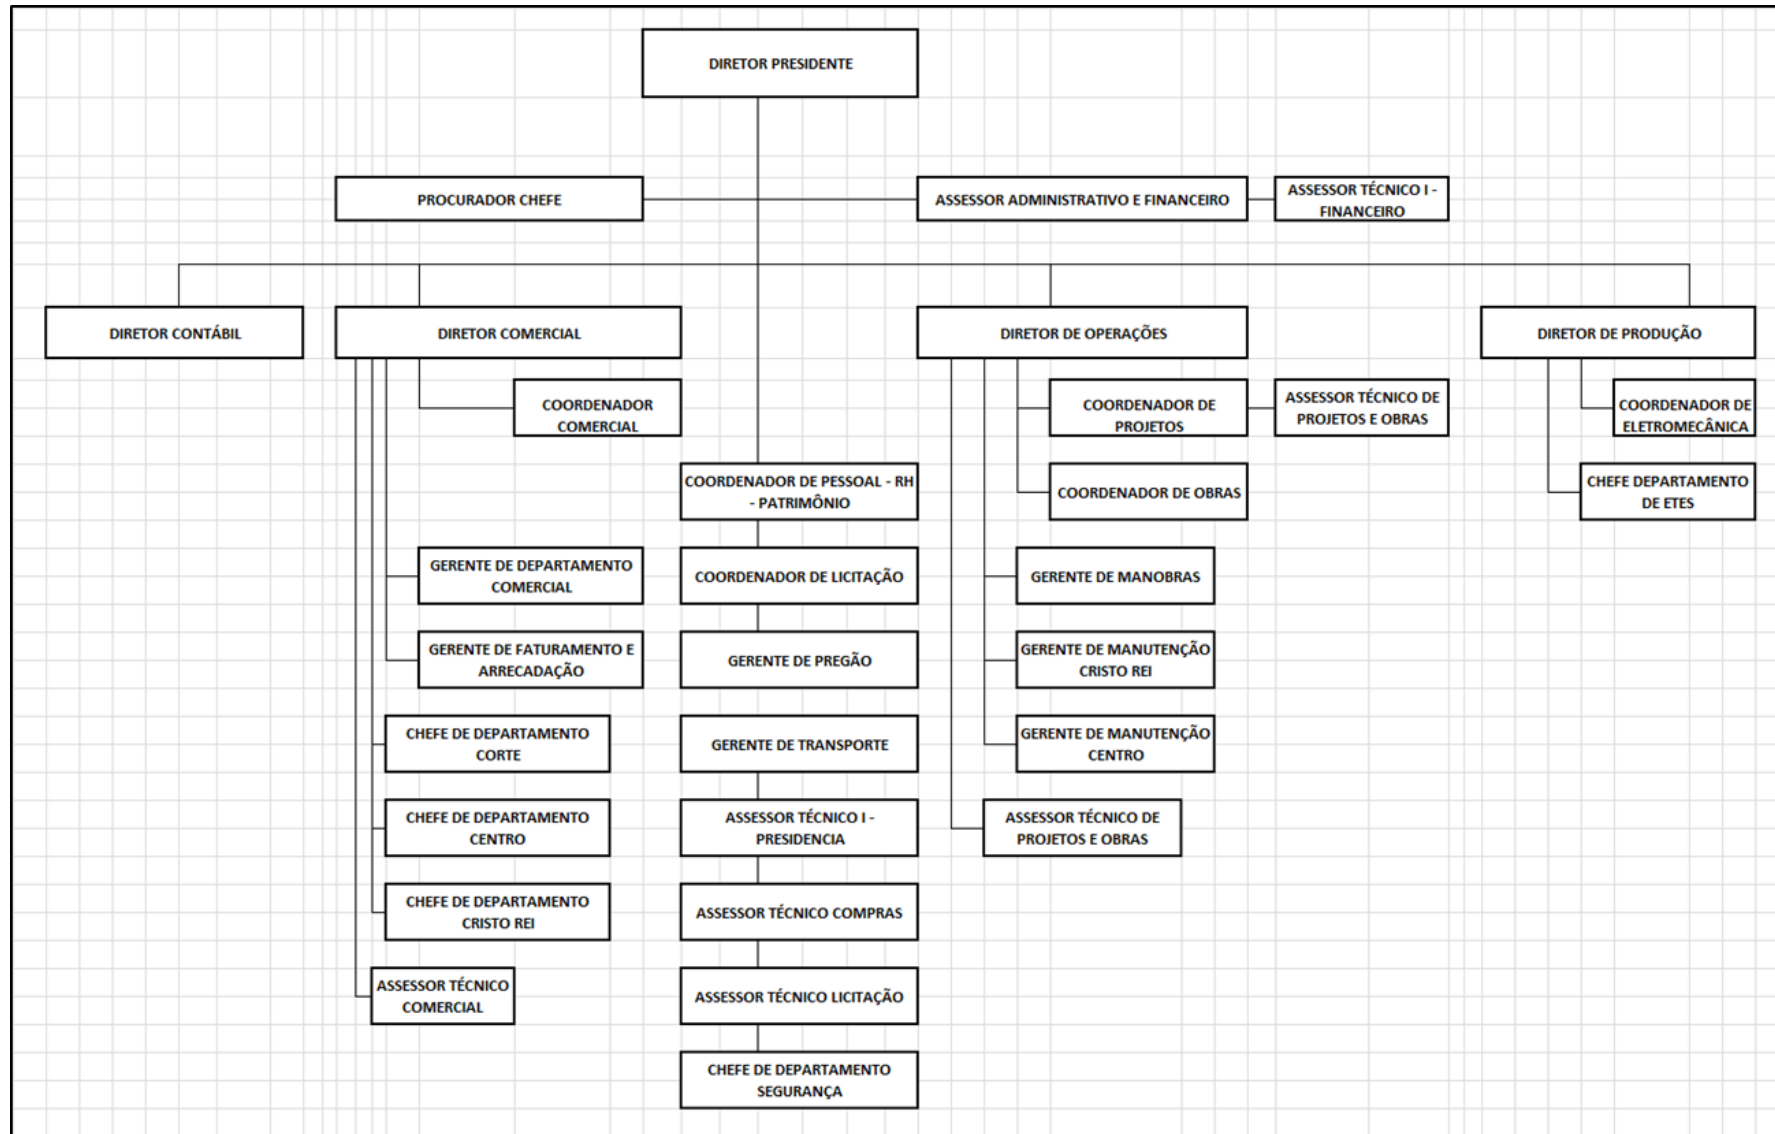 DIRETOR PRESIDENTE
PROCURADOR CHEFE
ASSESSOR ADMINISTRATIVO E FINANCEIRO
ASSESSOR TÉCNICO I -
FINANCEIRO
DIRETOR CONTÁBIL
DIRETOR COMERCIAL
DIRETOR DE OPERAÇÕES
DIRETOR DE PRODUÇÃO
COORDENADOR
COMERCIAL
COORDENADOR DE
PROJETOS
ASSESSOR TÉCNICO DE
PROJETOS E OBRAS
COORDENADOR DE
ELETROMECÂNICA
COORDENADOR DE PESSOAL - RH
- PATRIMÔNIO
COORDENADOR DE OBRAS
CHEFE DEPARTAMENTO
DE ETES
GERENTE DE DEPARTAMENTO
COMERCIAL
COORDENADOR DE LICITAÇÃO
GERENTE DE MANOBRAS
GERENTE DE FATURAMENTO E
ARRECADAÇÃO
GERENTE DE PREGÃO
GERENTE DE MANUTENÇÃO
CRISTO REI
CHEFE DE DEPARTAMENTO
CORTE
GERENTE DE TRANSPORTE
GERENTE DE MANUTENÇÃO
CENTRO
CHEFE DE DEPARTAMENTO
CENTRO
ASSESSOR TÉCNICO I -
PRESIDENCIA
ASSESSOR TÉCNICO DE
PROJETOS E OBRAS
CHEFE DE DEPARTAMENTO
CRISTO REI
ASSESSOR TÉCNICO COMPRAS
ASSESSOR TÉCNICO
COMERCIAL
ASSESSOR TÉCNICO LICITAÇÃO
CHEFE DE DEPARTAMENTO
SEGURANÇA